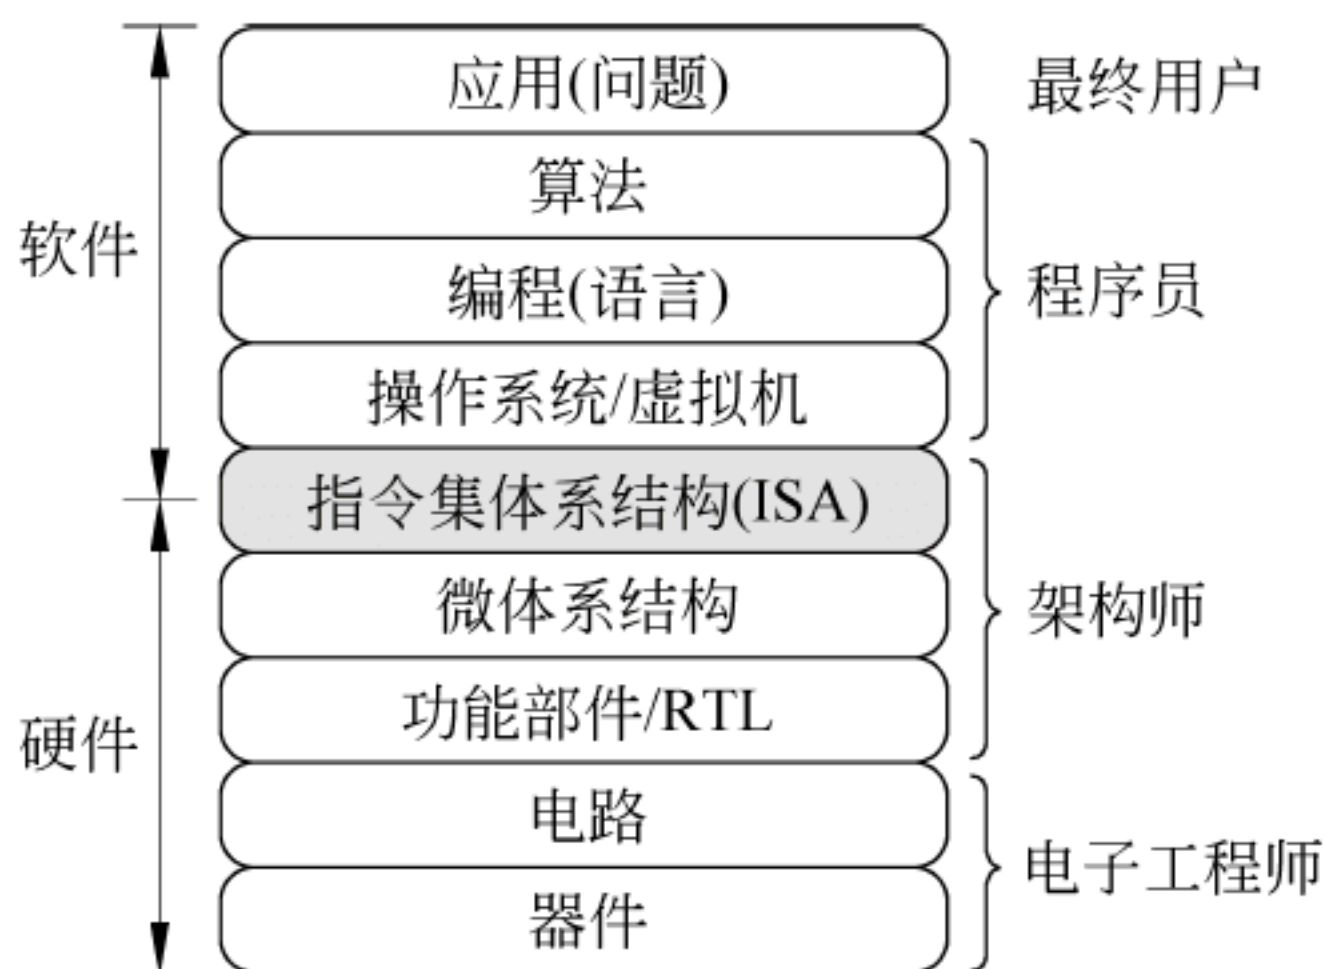 应用(问题)
最终用户
算法
软件
编程(语言)
程序员
操作系统/虚拟机
指令集体系结构(ISA)
微体系结构
架构师
功能部件/RTL
硬件
电路
电子工程师
器件